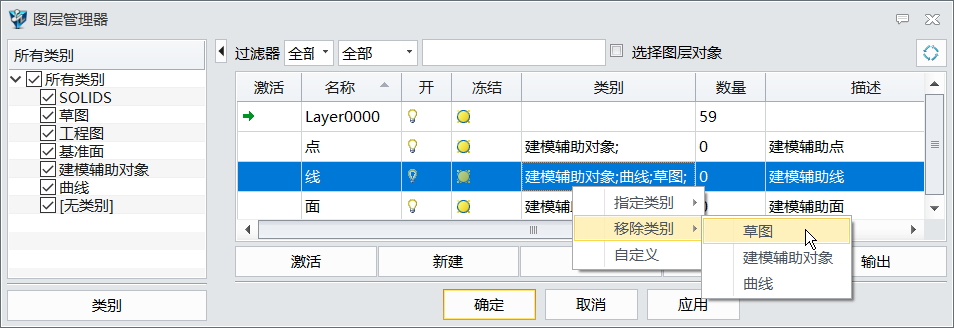 图层管理器
所有类别
所有类别
SOLIDS
草图
工程图
基准面
建模辅助对象
曲线
[无类别]
类别
过滤器 全部 全部 选择图层对象
激活 名称 开 冻结 类别 数量 描述
Layer0000 59
点 建模辅助对象; 0 建模辅助点
线 建模辅助对象;曲线;草图; 0 建模辅助线
面 建模辅 建模辅助面
指定类别
移除类别
自定义
草图
建模辅助对象
曲线
激活 新建 输出
确定 取消 应用